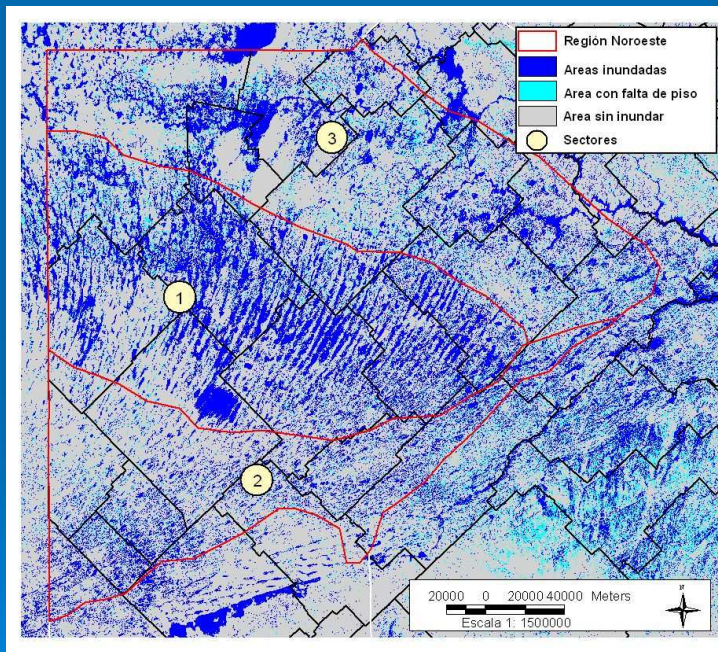 Región Noroeste
Areas inundadas
Area con falta de piso
Area sin inundar
Sectores
3
1
2
20000 0 20000 40000 Meters
Escala 1: 1500000
N